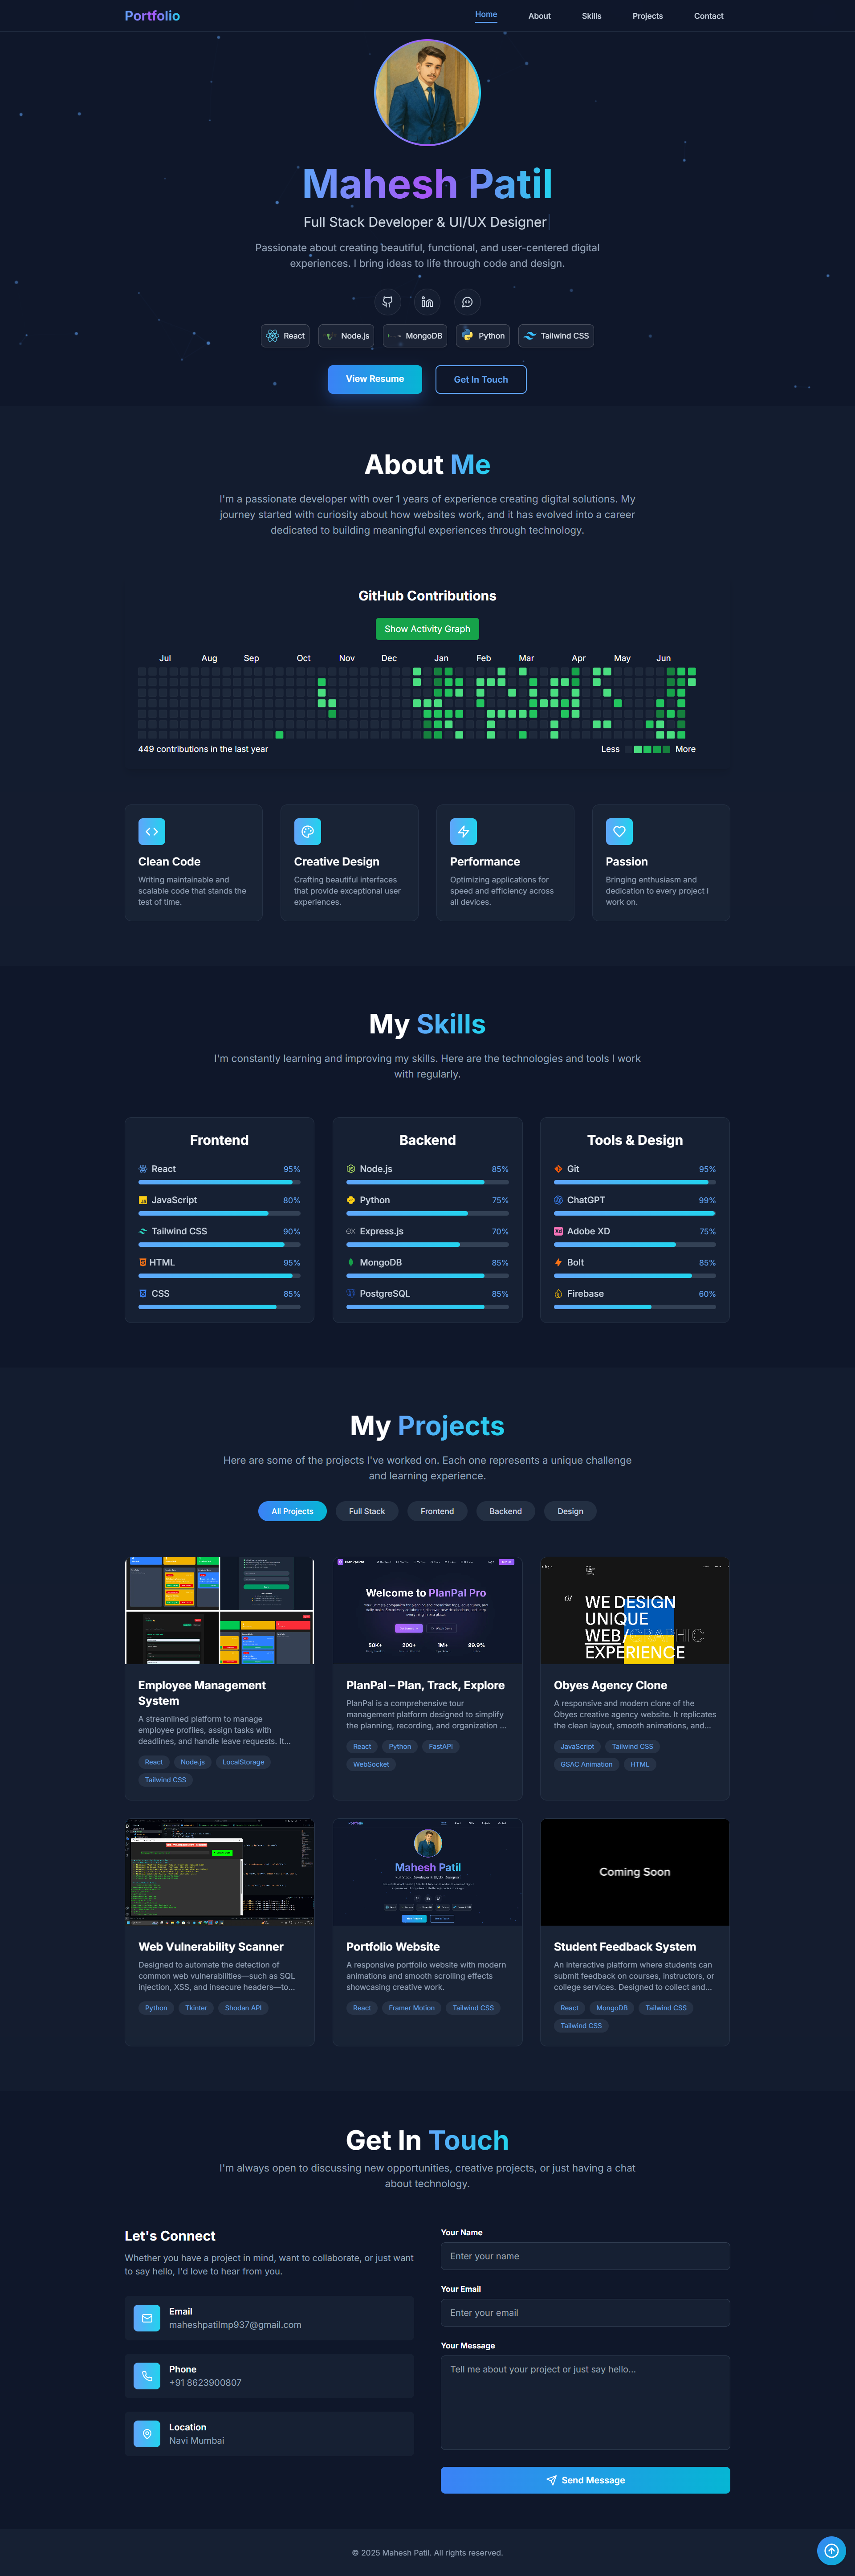 Portfolio
Home
About
Skills
Projects
Contact
Mahesh Patil
Full Stack Developer & UI/UX Designer
Passionate about creating beautiful, functional, and user-centered digital
experiences. I bring ideas to life through code and design.
React
Node.js
MongoDB
Python
Tailwind CSS
View Resume
Get In Touch
About Me
I'm a passionate developer with over 1 years of experience creating digital solutions. My
journey started with curiosity about how websites work, and it has evolved into a career
dedicated to building meaningful experiences through technology.
GitHub Contributions
Show Activity Graph
Jul Aug Sep Oct Nov Dec Jan Feb Mar Apr May Jun
449 contributions in the last year
Less
More
Clean Code
Writing maintainable and
scalable code that stands the
test of time.
Creative Design
Crafting beautiful interfaces
that provide exceptional user
experiences.
Performance
Optimizing applications for
speed and efficiency across
all devices.
Passion
Bringing enthusiasm and
dedication to every project I
work on.
My Skills
I'm constantly learning and improving my skills. Here are the technologies and tools I work
with regularly.
Frontend
React 95%
JavaScript 80%
Tailwind CSS 90%
HTML 95%
CSS 85%
Backend
Node.js 85%
Python 75%
Express.js 70%
MongoDB 85%
PostgreSQL 85%
Tools & Design
Git 95%
ChatGPT 99%
Adobe XD 75%
Bolt 85%
Firebase 60%
My Projects
Here are some of the projects I've worked on. Each one represents a unique challenge
and learning experience.
All Projects
Full Stack
Frontend
Backend
Design
Employee Management
System
A streamlined platform to manage
employee profiles, assign tasks with
deadlines, and handle leave requests. It...
React
Node.js
LocalStorage
Tailwind CSS
PlanPal Pro
Welcome to PlanPal Pro
50K+
200+
1M+
99.9%
PlanPal – Plan, Track, Explore
PlanPal is a comprehensive tour
management platform designed to simplify
the planning, recording, and organization ...
React
Python
FastAPI
WebSocket
01
WE DESIGN
UNIQUE
WEB/GRAPHIC
EXPERIENCE
Obyes Agency Clone
A responsive and modern clone of the
Obyes creative agency website. It replicates
the clean layout, smooth animations, and...
JavaScript
Tailwind CSS
GSAC Animation
HTML
Web Vulnerability Scanner
Designed to automate the detection of
common web vulnerabilities—such as SQL
injection, XSS, and insecure headers—to...
Python
Tkinter
Shodan API
Portfolio
Mahesh Patil
Full Stack Developer & UI/UX Designer
Portfolio Website
A responsive portfolio website with modern
animations and smooth scrolling effects
showcasing creative work.
React
Framer Motion
Tailwind CSS
Coming Soon
Student Feedback System
An interactive platform where students can
submit feedback on courses, instructors, or
college services. Designed to collect and...
React
MongoDB
Tailwind CSS
Tailwind CSS
Get In Touch
I'm always open to discussing new opportunities, creative projects, or just having a chat
about technology.
Let's Connect
Whether you have a project in mind, want to collaborate, or just want
to say hello, I'd love to hear from you.
Email
maheshpatilmp937@gmail.com
Phone
+91 8623900807
Location
Navi Mumbai
Your Name
Enter your name
Your Email
Enter your email
Your Message
Tell me about your project or just say hello...
Send Message
© 2025 Mahesh Patil. All rights reserved.